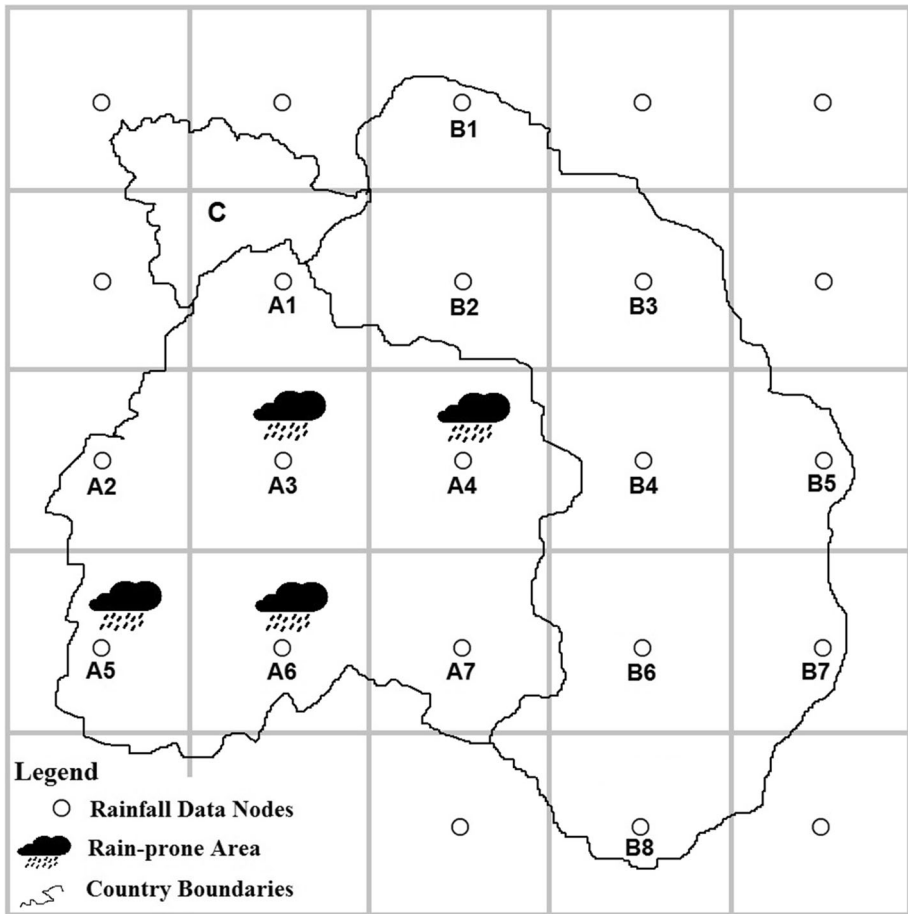 B1
C
A1 B2 B3
A2 A3 A4 B4 B5
A5 A6 A7 B6 B7
Legend
Rainfall Data Nodes
Rain-prone Area
B8
Country Boundaries